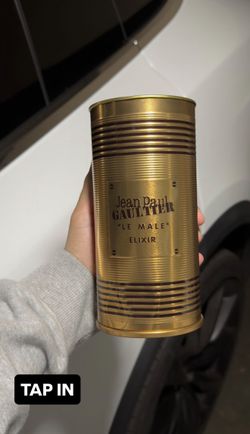 Jean Paul
GAULTIER
"LE MALE"
ELIXIR
TAP IN